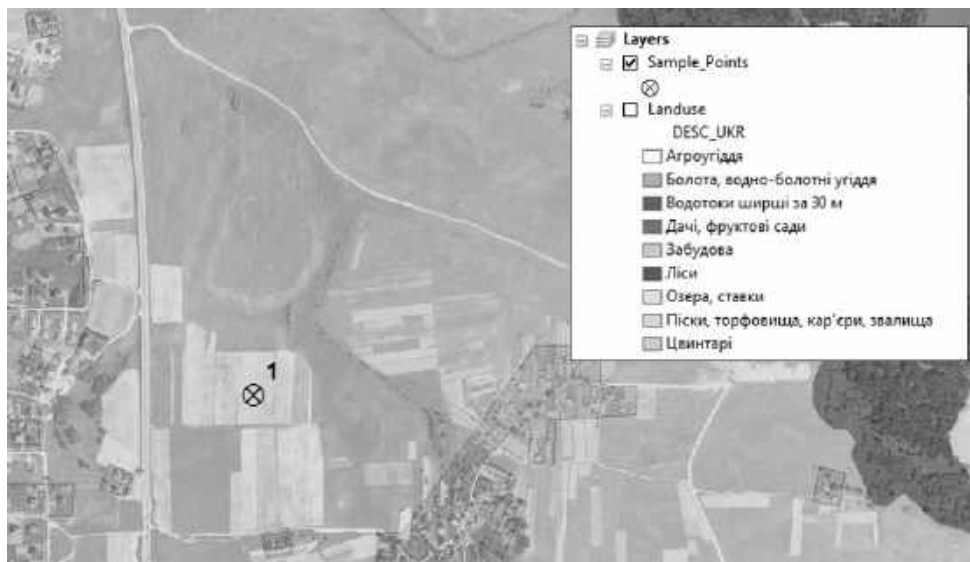 Layers
Sample_Points
Landuse
DESC_UKR
Агроугіддя
Болота, водно-болотні угіддя
Водотоки ширші за 30 м
Дачі, фруктові сади
Забудова
Ліси
Озера, ставки
Піски, торфовища, кар'єри, звалища
Цвинтарі
1